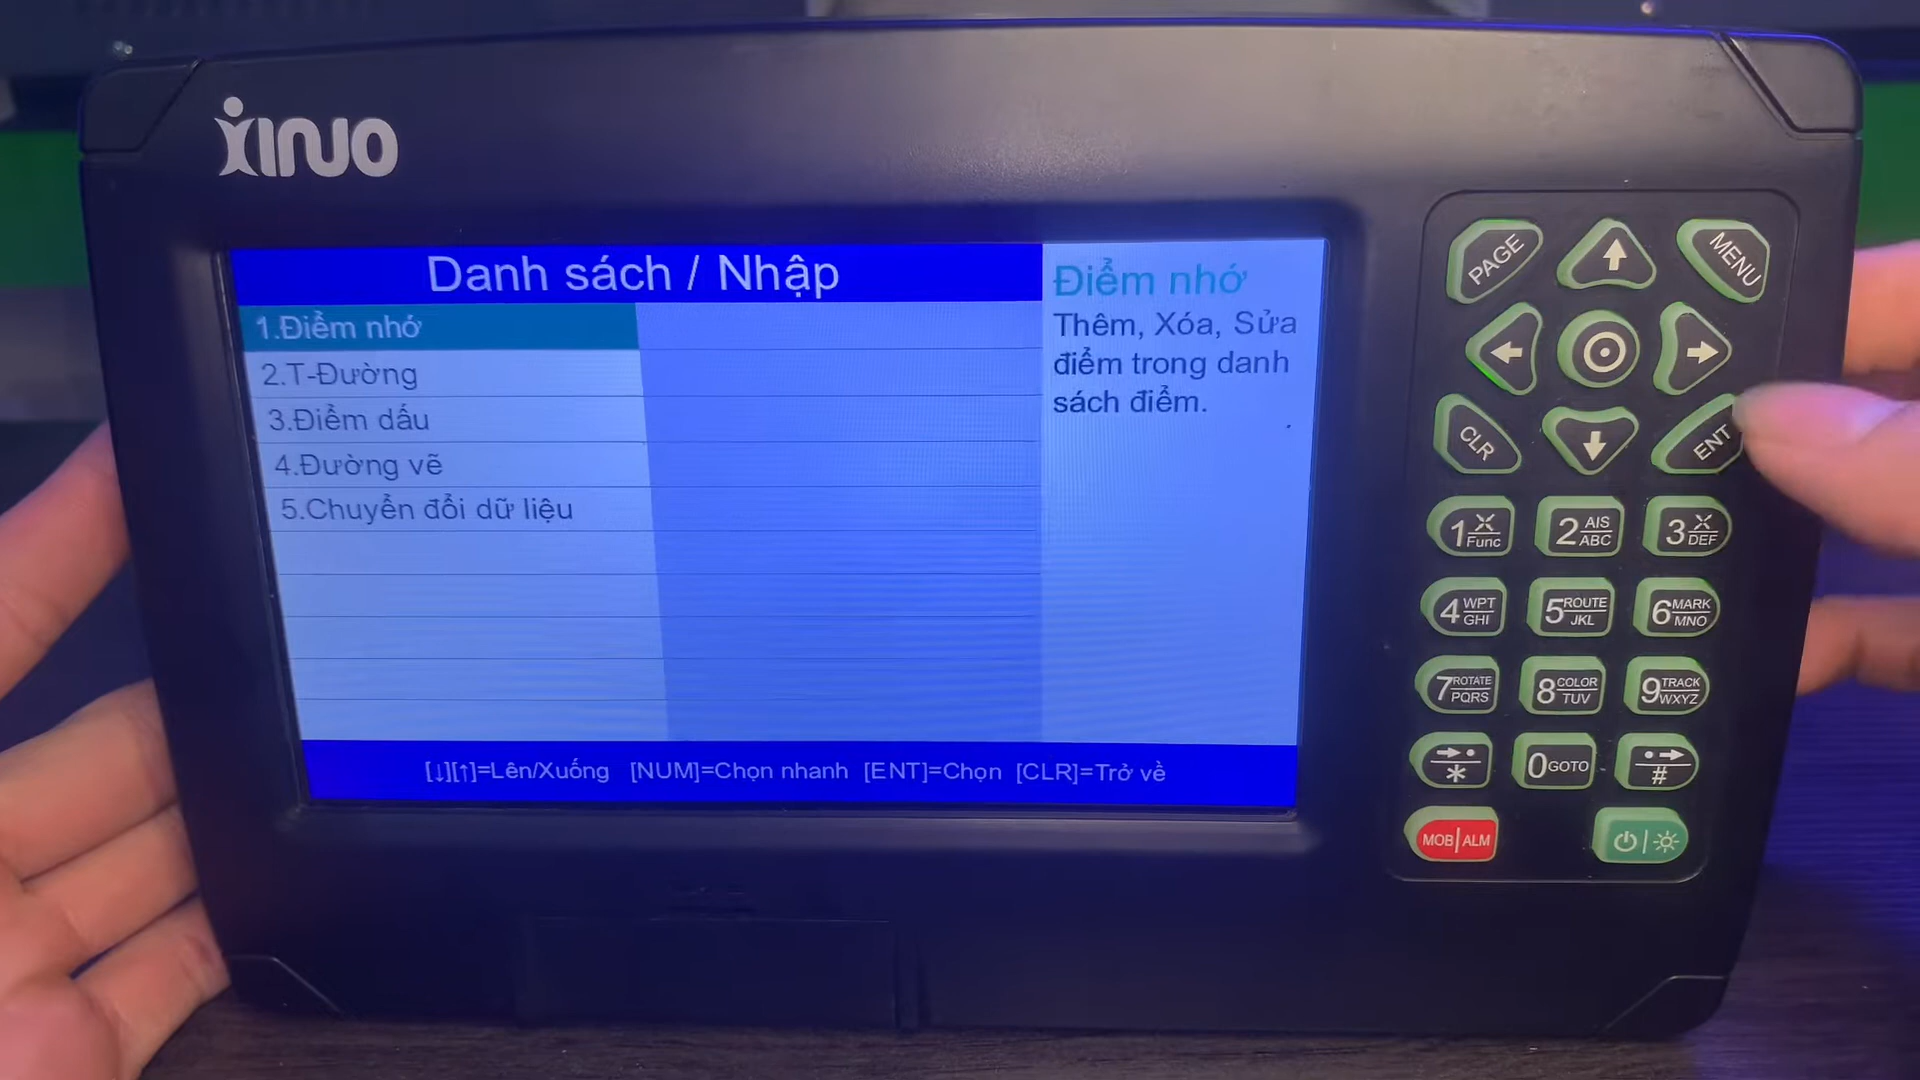 XINUO
Danh sách / Nhập
1.Điểm nhớ
2.T-Đường
3.Điểm dấu
4.Đường vẽ
5.Chuyển đổi dữ liệu
Điểm nhớ
Thêm, Xóa, Sửa
điểm trong danh
sách điểm.
[↓][↑]=Lên/Xuống [NUM]=Chọn nhanh [ENT]=Chọn [CLR]=Trở về
PAGE
MENU
CLR
ENT
1 Func
2 AIS ABC
3 DEF
4 WPT GHI
5 ROUTE JKL
6 MARK MNO
7 ROTATE PQRS
8 COLOR TUV
9 TRACK WXYZ
*
0 GOTO
#
MOB|ALM